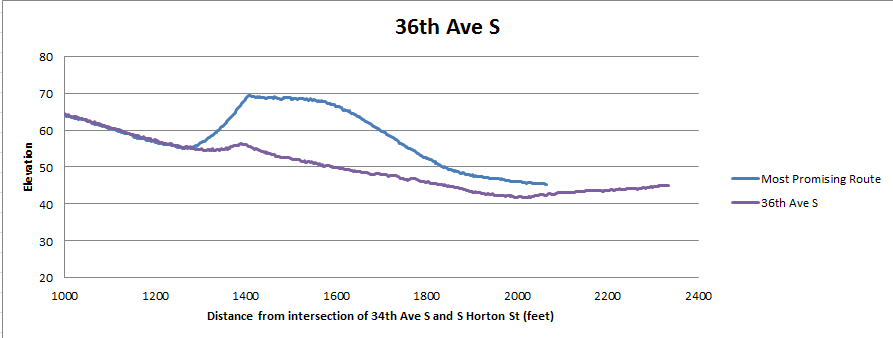 36th Ave S
80
70
60
50
40
30
20
Elevation
1000 1200 1400 1600 1800 2000 2200 2400
Distance from intersection of 34th Ave S and S Horton St (feet)
Most Promising Route
36th Ave S